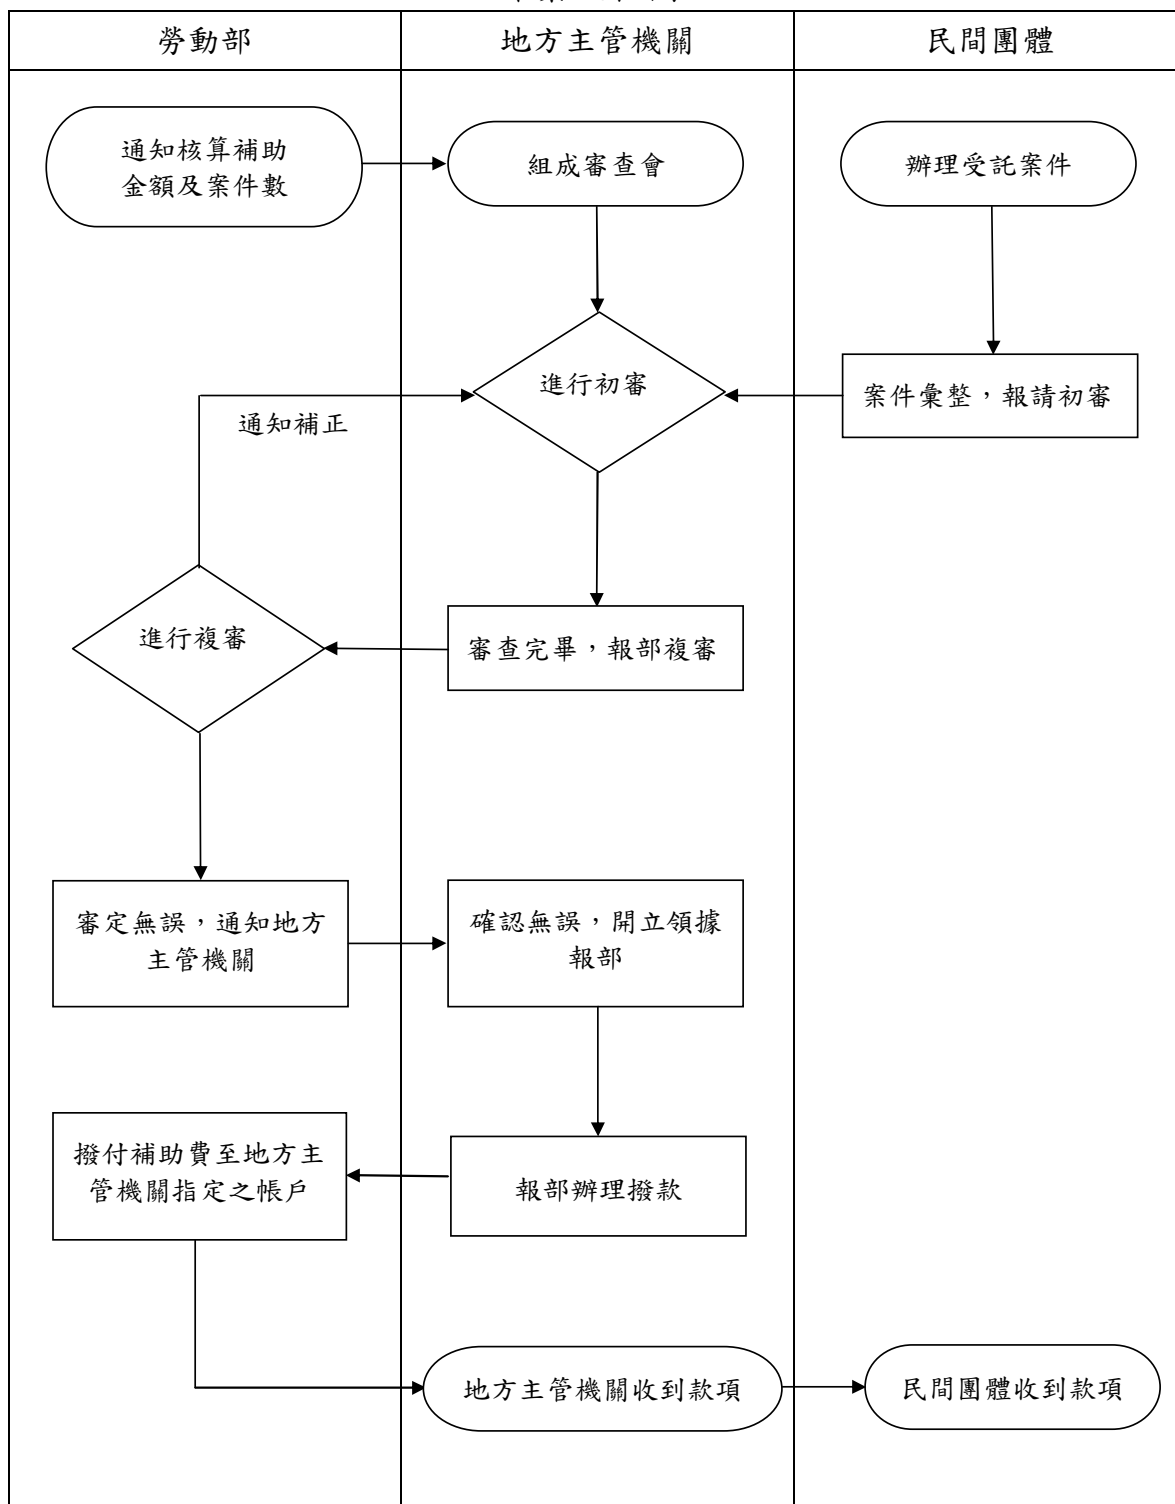 勞動部
地方主管機關
民間團體
通知核算補助
金額及案件數
組成審查會
辦理受託案件
進行初審
案件彙整，報請初審
通知補正
進行複審
審查完畢，報部複審
審定無誤，通知地方
主管機關
確認無誤，開立領據
報部
撥付補助費至地方主
管機關指定之帳戶
報部辦理撥款
地方主管機關收到款項
民間團體收到款項